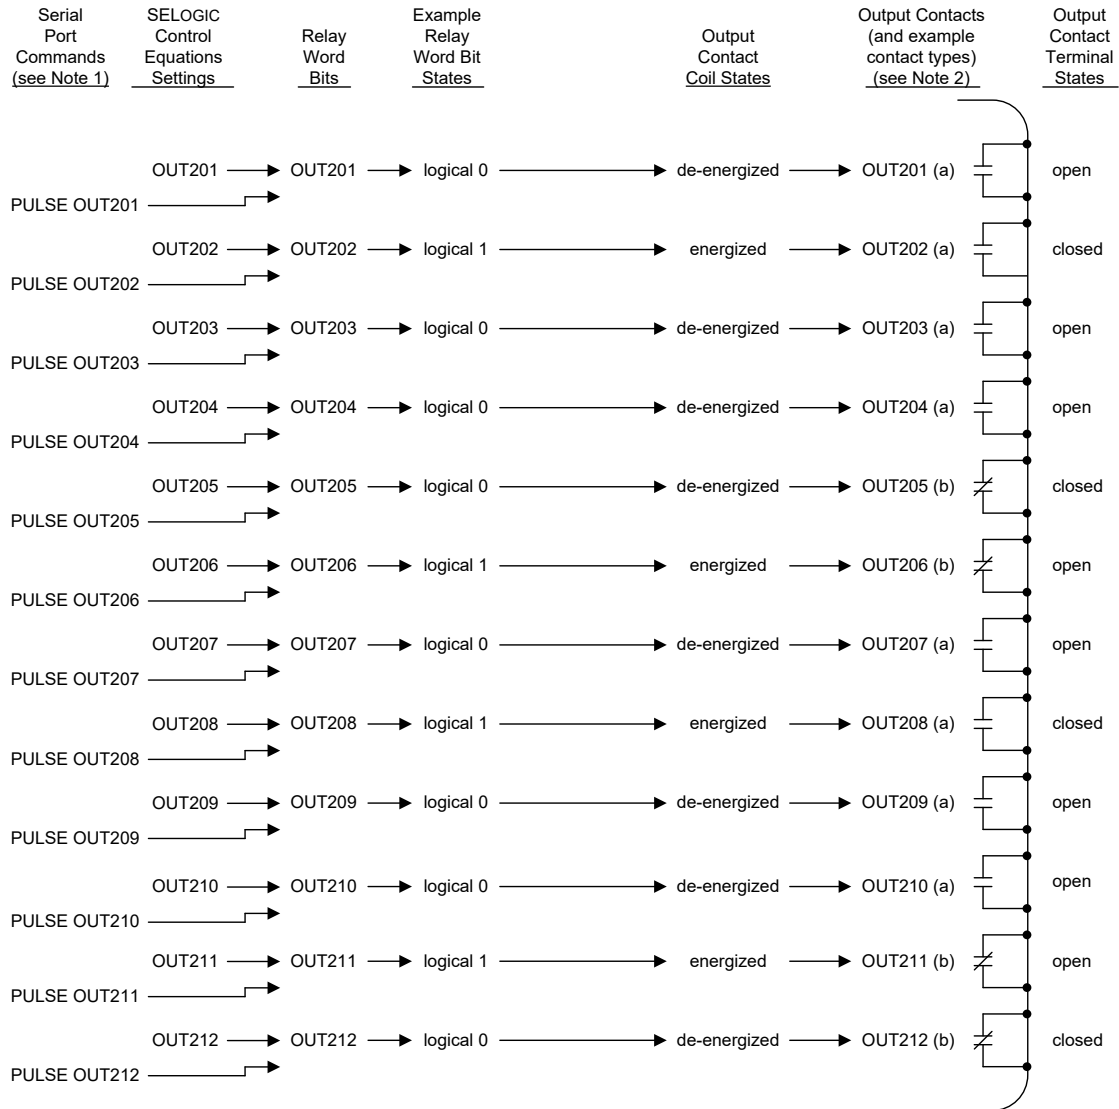 Serial
Port
Commands
(see Note 1)
SELOGIC
Control
Equations
Settings
Relay
Word
Bits
Example
Relay
Word Bit
States
Output
Contact
Coil States
Output Contacts
(and example
contact types)
(see Note 2)
Output
Contact
Terminal
States
OUT201 OUT201 logical 0 de-energized OUT201 (a) open
PULSE OUT201
OUT202 OUT202 logical 1 energized OUT202 (a) closed
PULSE OUT202
OUT203 OUT203 logical 0 de-energized OUT203 (a) open
PULSE OUT203
OUT204 OUT204 logical 0 de-energized OUT204 (a) open
PULSE OUT204
OUT205 OUT205 logical 0 de-energized OUT205 (b) closed
PULSE OUT205
OUT206 OUT206 logical 1 energized OUT206 (b) open
PULSE OUT206
OUT207 OUT207 logical 0 de-energized OUT207 (a) open
PULSE OUT207
OUT208 OUT208 logical 1 energized OUT208 (a) closed
PULSE OUT208
OUT209 OUT209 logical 0 de-energized OUT209 (a) open
PULSE OUT209
OUT210 OUT210 logical 0 de-energized OUT210 (a) open
PULSE OUT210
OUT211 OUT211 logical 1 energized OUT211 (b) open
PULSE OUT211
OUT212 OUT212 logical 0 de-energized OUT212 (b) closed
PULSE OUT212